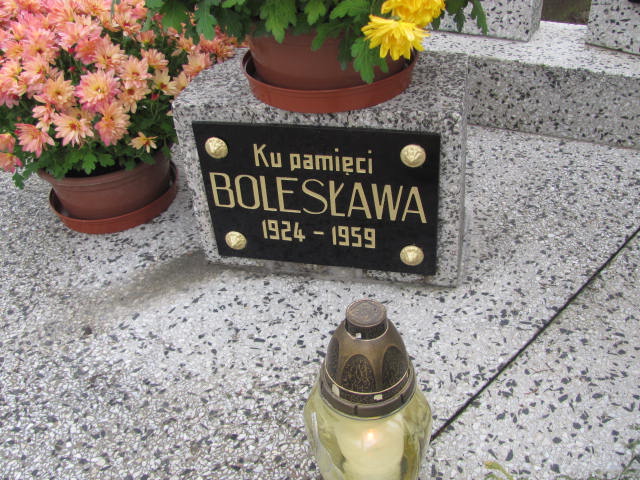 Ku pamięci
BOLESŁAWA
1924 - 1959